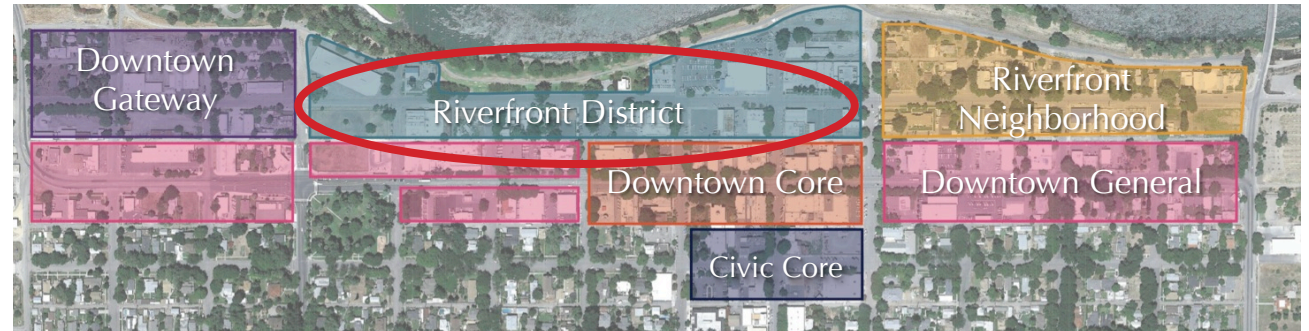 Downtown
Gateway
Riverfront District
Riverfront
Neighborhood
Downtown Core
Downtown General
Civic Core